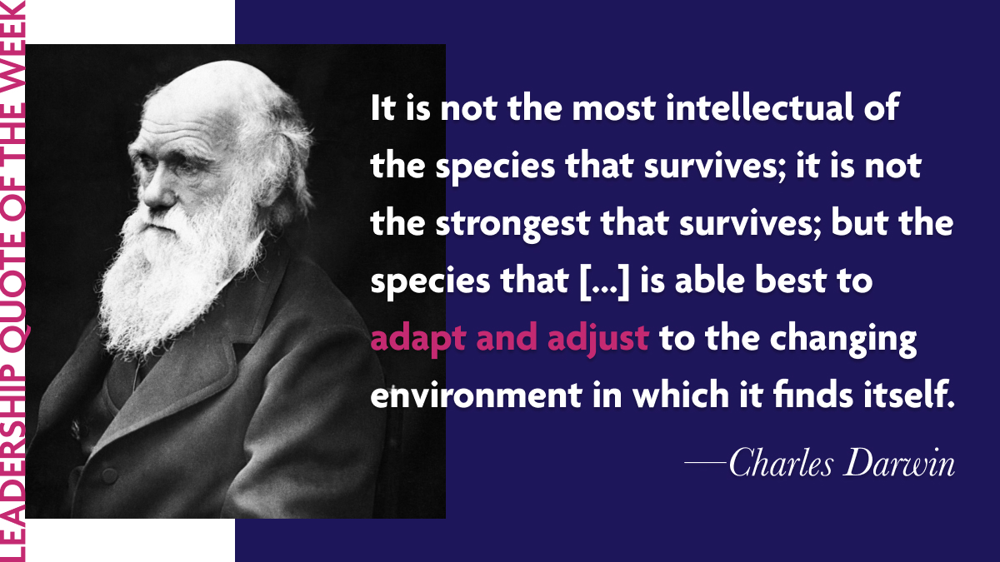 LEADERSHIP QUOTE OF THE WEEK
It is not the most intellectual of
the species that survives; it is not
the strongest that survives; but the
species that [...] is able best to
adapt and adjust to the changing
environment in which it finds itself.
—Charles Darwin